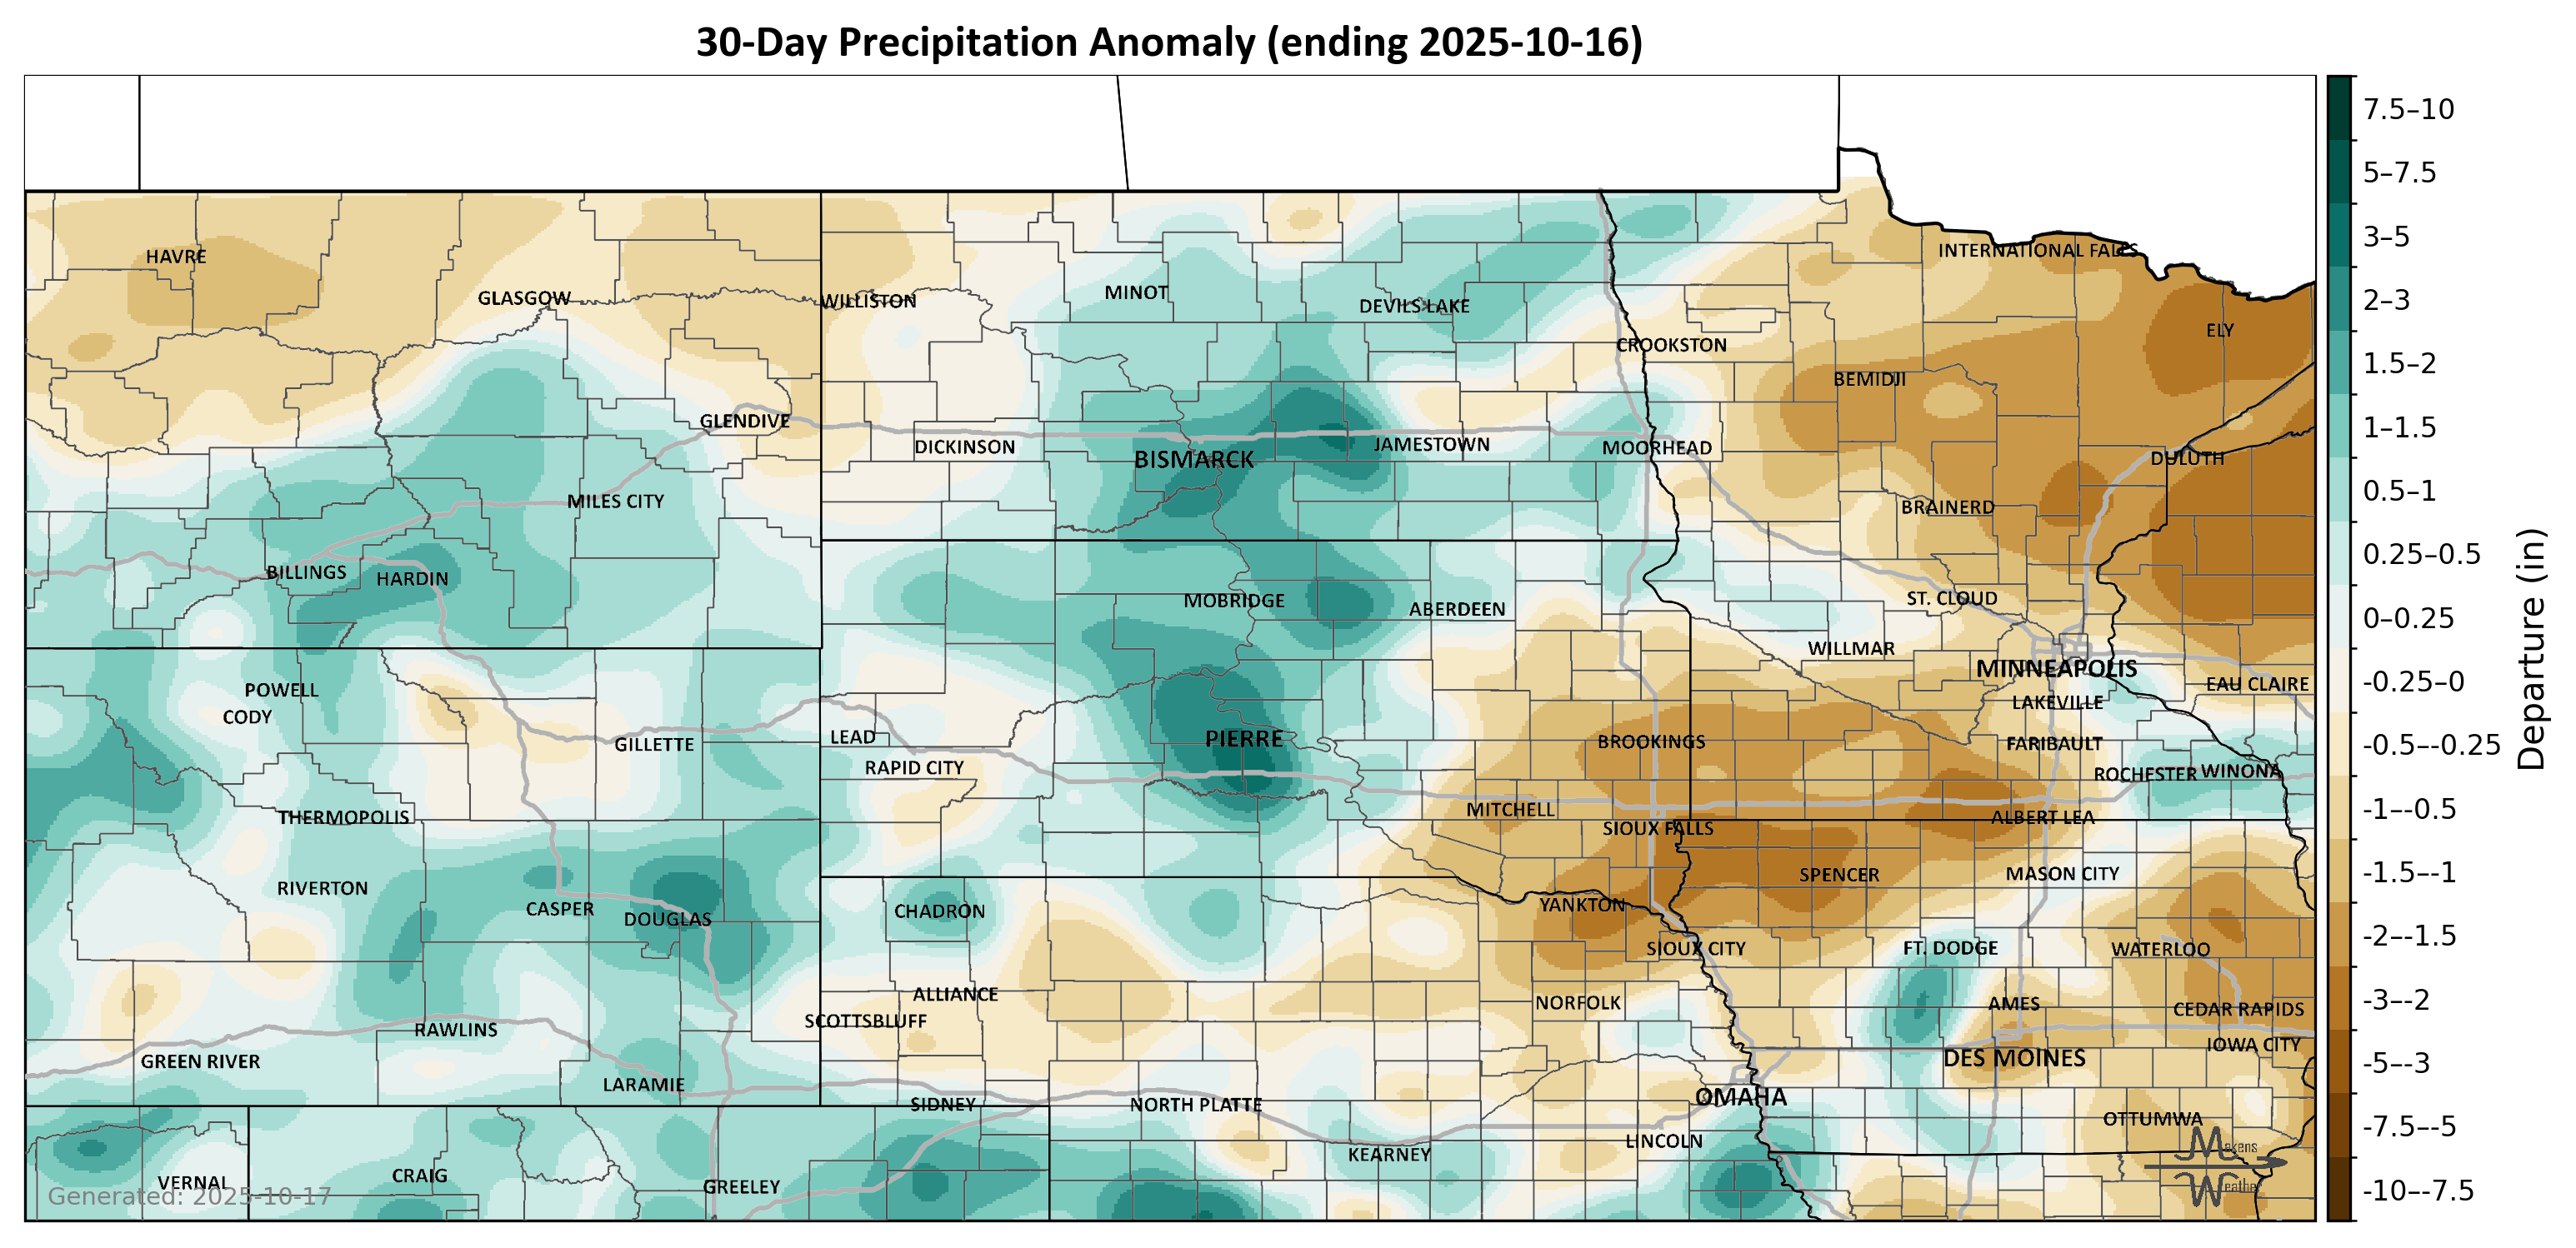 30-Day Precipitation Anomaly (ending 2025-10-16)
INTERNATIONAL FALLS
HAVRE
GLASGOW
WILLISTON
MINOT
DEVILS LAKE
ELY
CROOKSTON
BEMIDJI
GLENDIVE
DICKINSON
BISMARCK
JAMESTOWN
MOORHEAD
DULUTH
MILES CITY
BRAINERD
BILLINGS
HARDIN
MOBRIDGE
ABERDEEN
ST. CLOUD
WILLMAR
MINNEAPOLIS
EAU CLAIRE
POWELL
CODY
LAKEVILLE
GILLETTE
LEAD
PIERRE
BROOKINGS
FARIBAULT
RAPID CITY
ROCHESTER
WINONA
THERMOPOLIS
MITCHELL
ALBERT LEA
SIOUX FALLS
RIVERTON
SPENCER
MASON CITY
CASPER
DOUGLAS
CHADRON
YANKTON
SIOUX CITY
FT. DODGE
WATERLOO
ALLIANCE
NORFOLK
AMES
CEDAR RAPIDS
SCOTTSBLUFF
RAWLINS
IOWA CITY
GREEN RIVER
DES MOINES
LARAMIE
SIDNEY
NORTH PLATTE
OMAHA
OTTUMWA
LINCOLN
KEARNEY
VERNAL
CRAIG
GREELEY
Generated: 2025-10-17
Makens
Weather
7.5–10
5–7.5
3–5
2–3
1.5–2
1–1.5
0.5–1
0.25–0.5
0–0.25
-0.25–0
-0.5–-0.25
-1–-0.5
-1.5–-1
-2–-1.5
-3–-2
-5–-3
-7.5–-5
-10–-7.5
Departure (in)